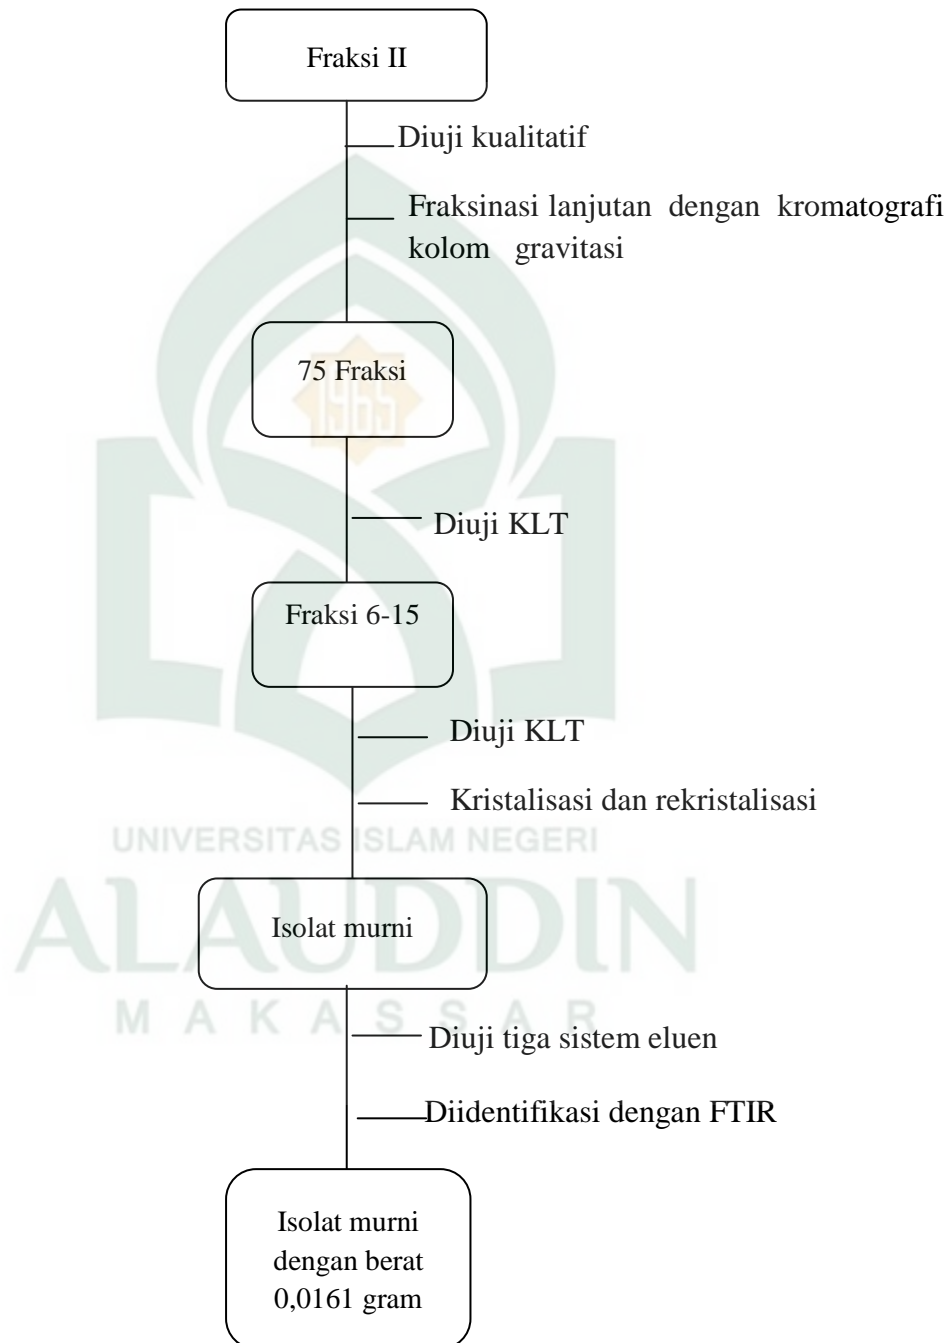 Fraksi II
Diuji kualitatif
Fraksinasi lanjutan dengan kromatografi
kolom gravitasi
75 Fraksi
1965
Diuji KLT
Fraksi 6-15
Diuji KLT
Kristalisasi dan rekristalisasi
UNIVERSITAS ISLAM NEGERI
ALAUDDIN
Isolat murni
MAKASSAR
Diuji tiga sistem eluen
Diidentifikasi dengan FTIR
Isolat murni
dengan berat
0,0161 gram